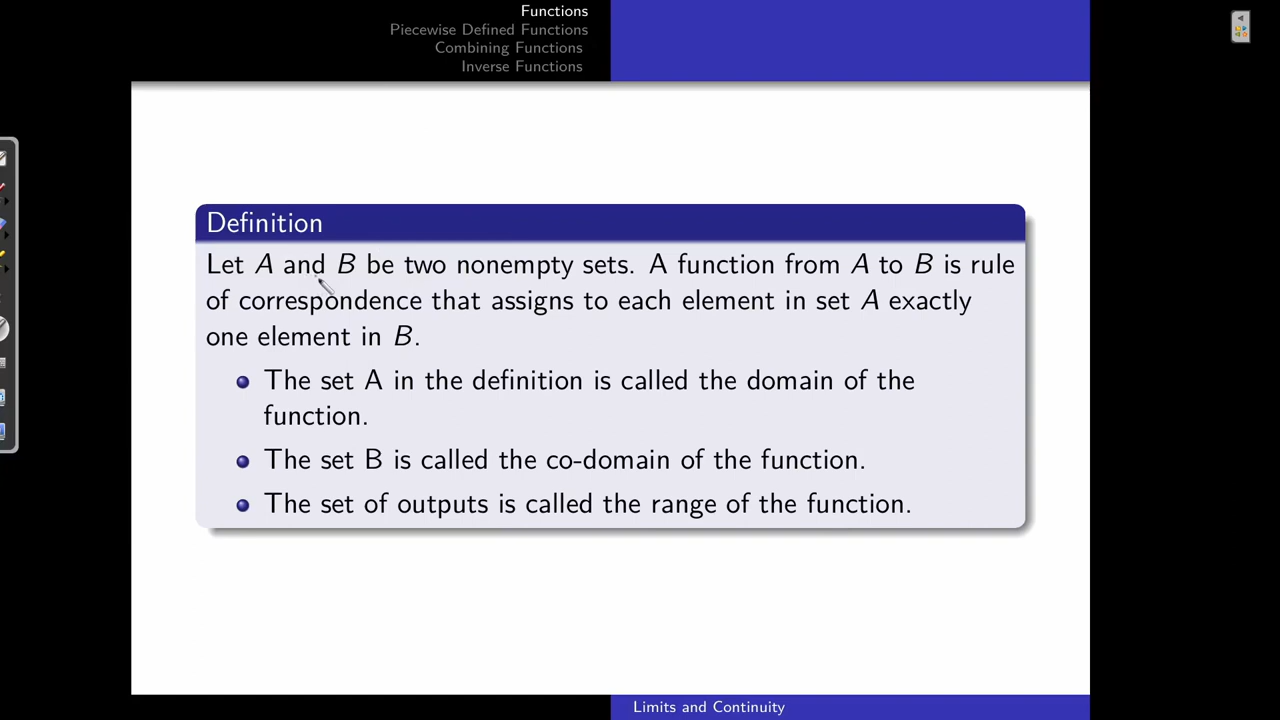 Functions
Piecewise Defined Functions
Combining Functions
Inverse Functions
Definition
Let A and B be two nonempty sets. A function from A to B is rule
of correspondence that assigns to each element in set A exactly
one element in B.
The set A in the definition is called the domain of the
function.
The set B is called the co-domain of the function.
The set of outputs is called the range of the function.
Limits and Continuity